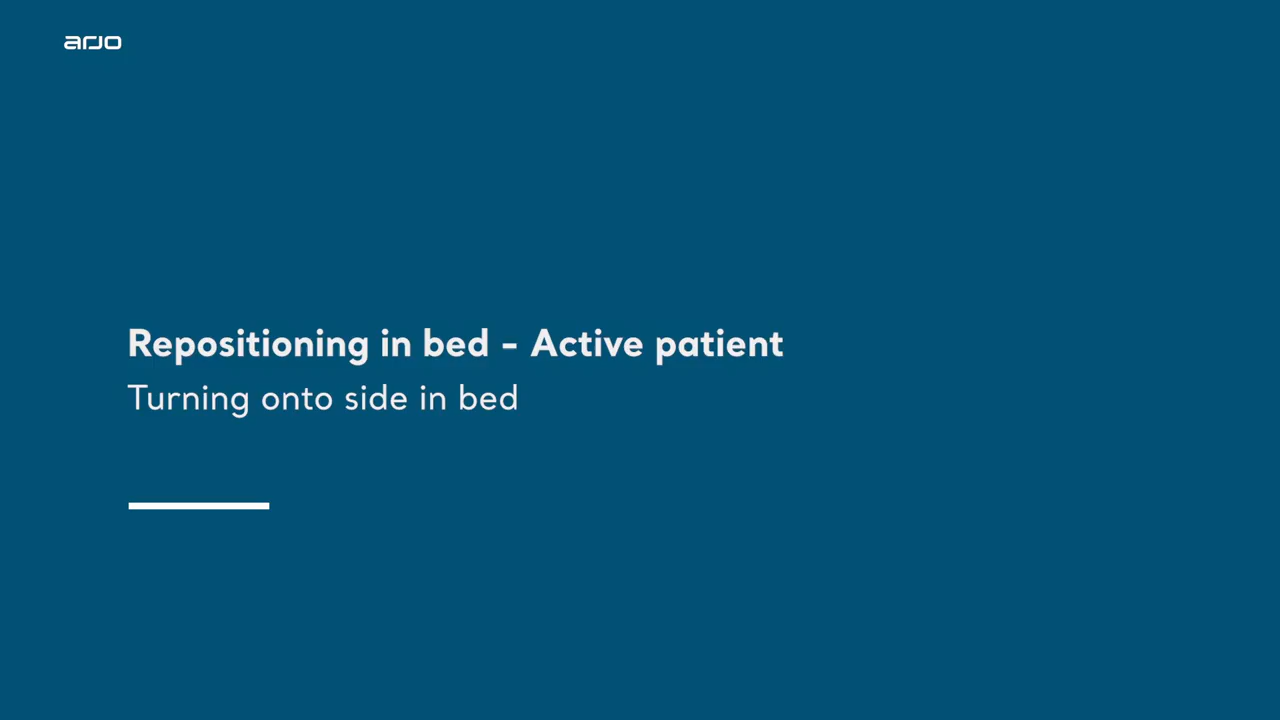 arjo
Repositioning in bed - Active patient
Turning onto side in bed